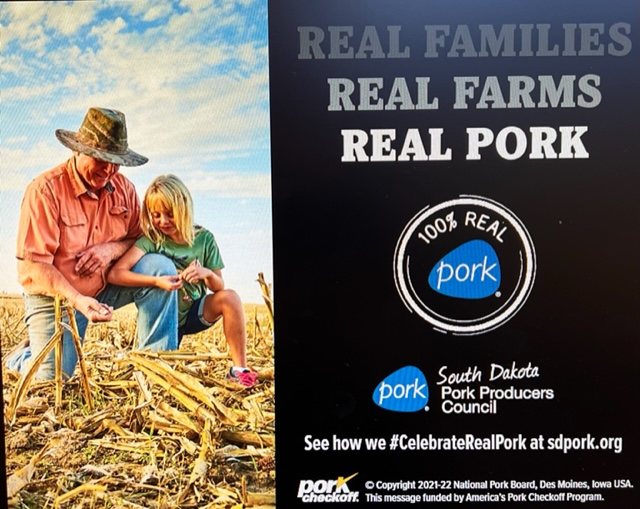 REAL FAMILIES
REAL FARMS
REAL PORK
100% REAL
pork®
pork®
South Dakota
Pork Producers
Council
See how we #CelebrateRealPork at sdpork.org
pork checkoff.
© Copyright 2021-22 National Pork Board, Des Moines, Iowa USA.
This message funded by America's Pork Checkoff Program.